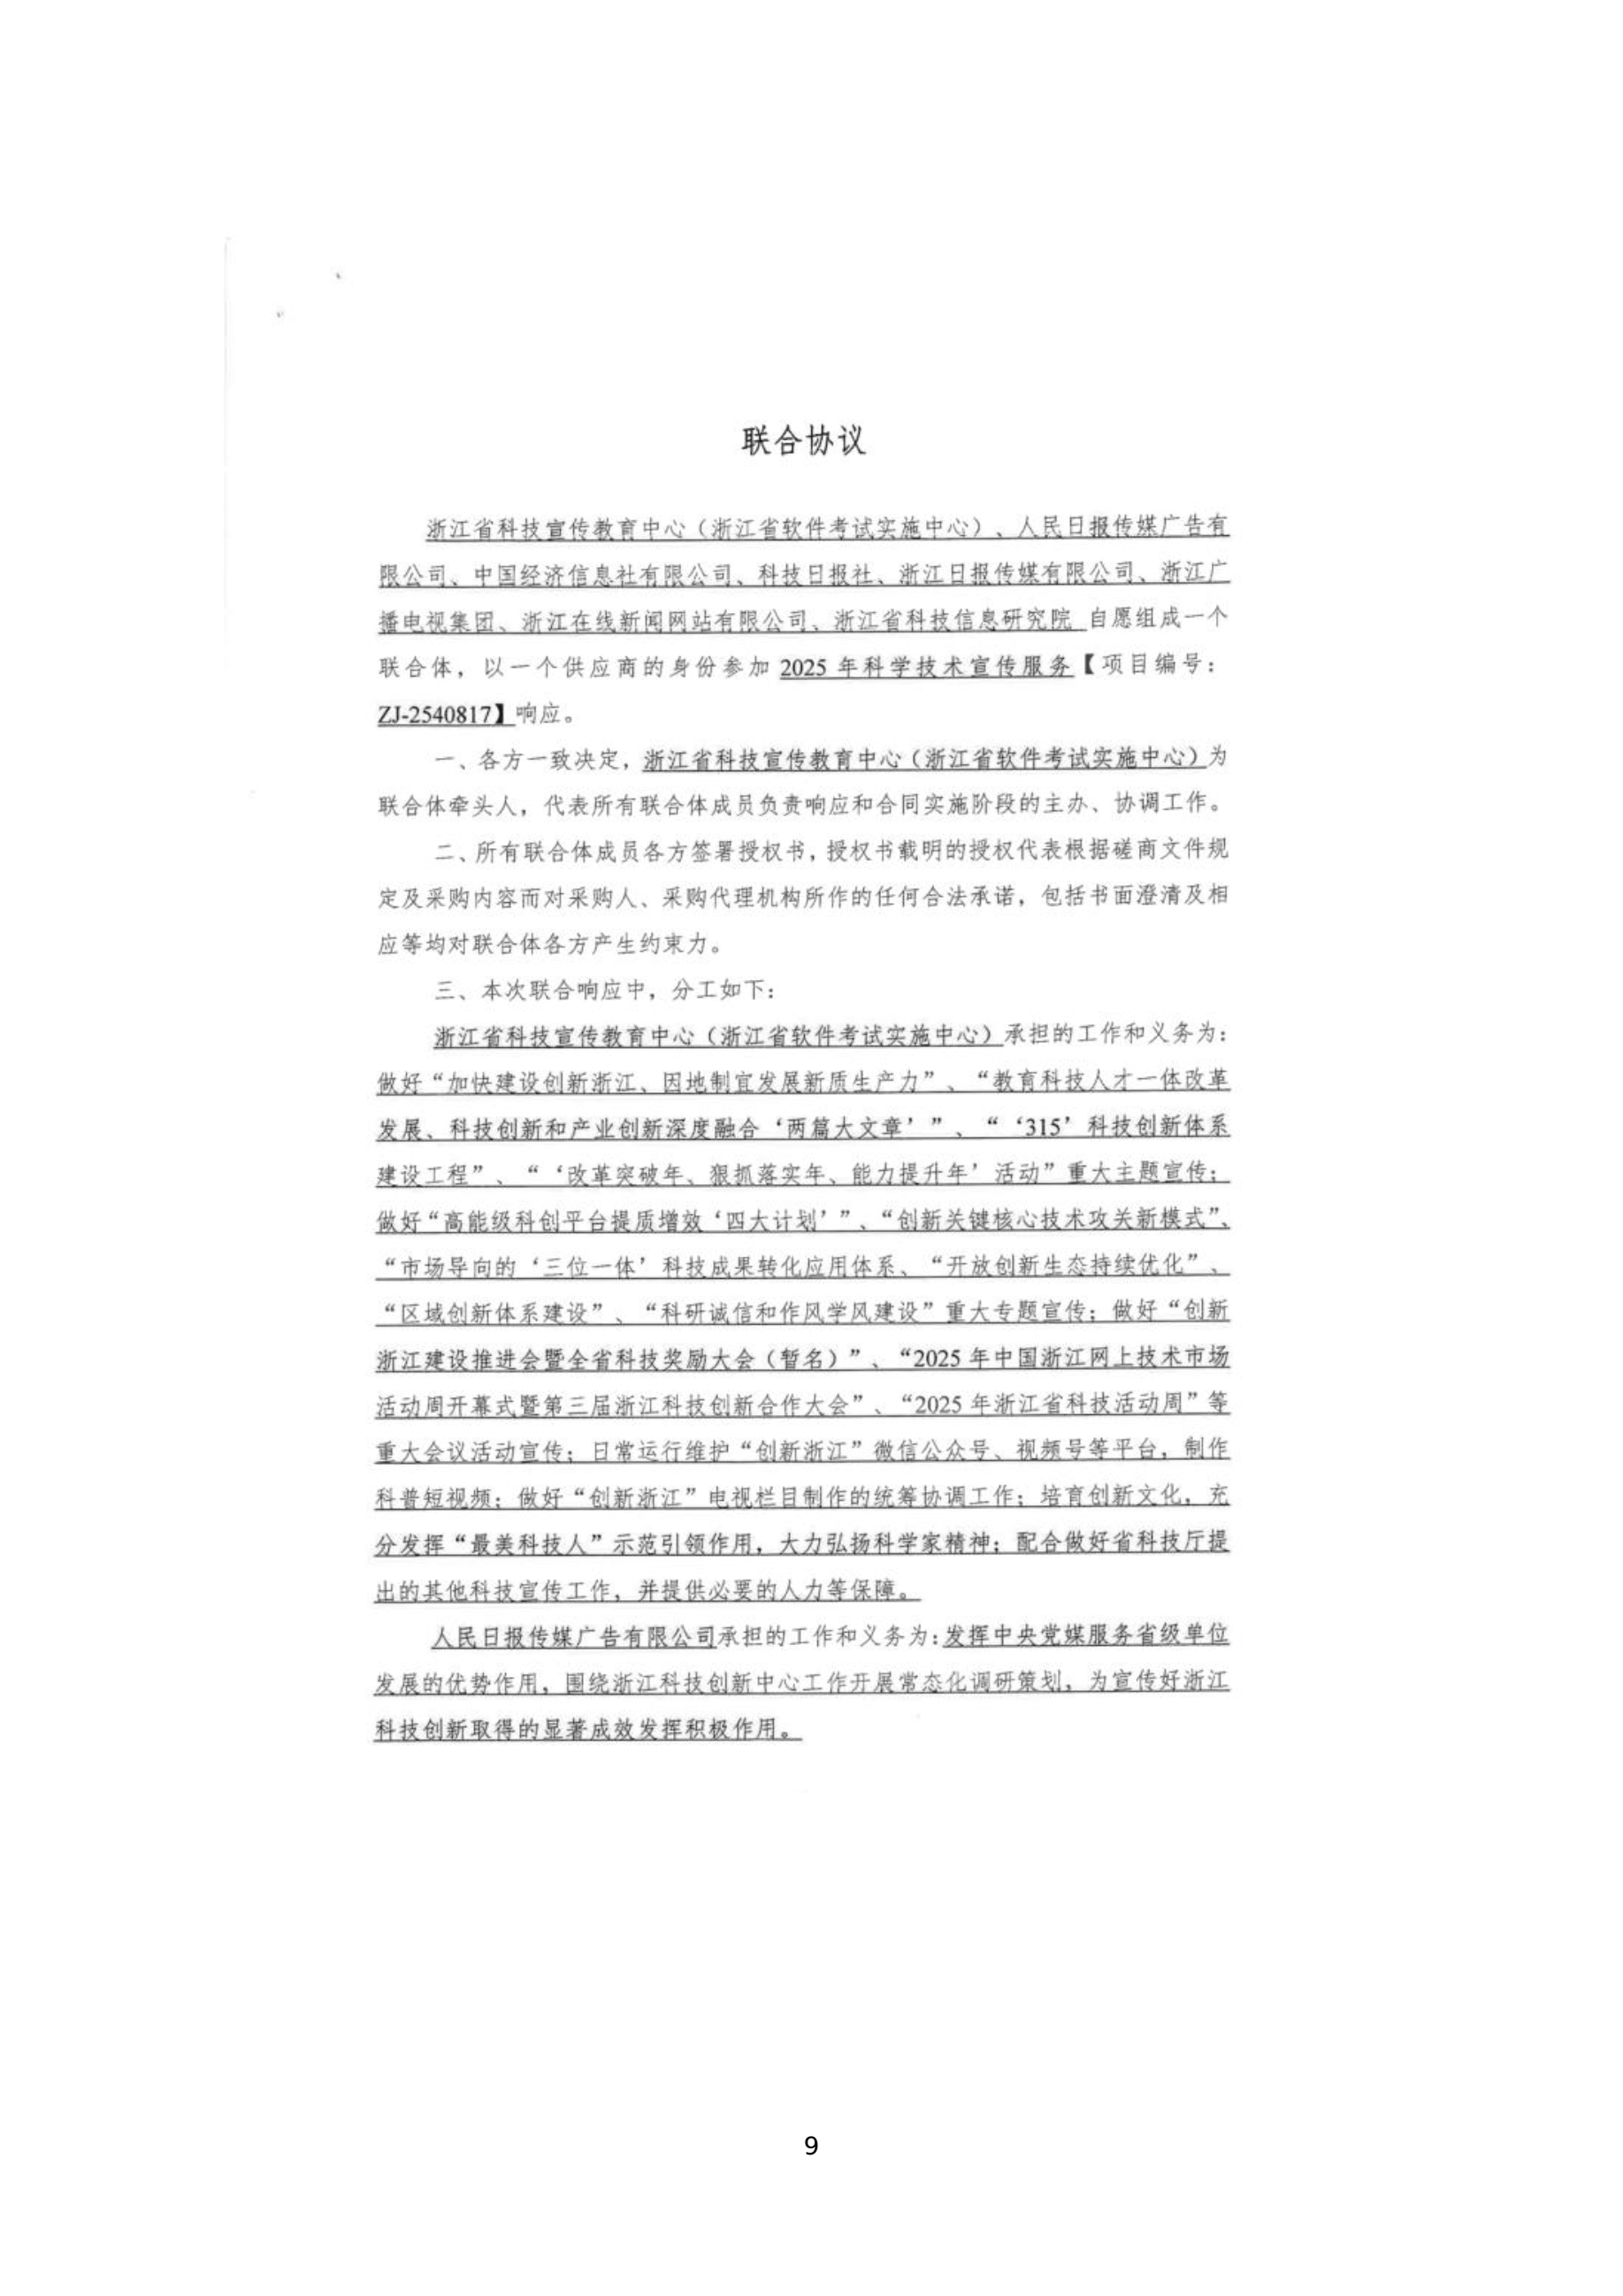 联合协议
浙江省科技宣传教育中心（浙江省软件考试实施中心）、人民日报传媒广告有
限公司、中国经济信息社有限公司、科技日报社、浙江日报传媒有限公司、浙江广
播电视集团、浙江在线新闻网站有限公司、浙江省科技信息研究院 自愿组成一个
联合体，以一个供应商的身份参加 2025 年科学技术宣传服务【项目编号：
ZJ-2540817】响应。
一、各方一致决定，浙江省科技宣传教育中心（浙江省软件考试实施中心）为
联合体牵头人，代表所有联合体成员负责响应和合同实施阶段的主办、协调工作。
二、所有联合体成员各方签署授权书，授权书载明的授权代表根据磋商文件规
定及采购内容而对采购人、采购代理机构所作的任何合法承诺，包括书面澄清及相
应等均对联合体各方产生约束力。
三、本次联合响应中，分工如下：
浙江省科技宣传教育中心（浙江省软件考试实施中心）承担的工作和义务为：
做好“加快建设创新浙江、因地制宜发展新质生产力”、“教育科技人才一体改革
发展、科技创新和产业创新深度融合‘两篇大文章’”、“‘315’科技创新体系
建设工程”、“‘改革突破年、狠抓落实年、能力提升年’活动”重大主题宣传；
做好“高能级科创平台提质增效‘四大计划’”、“创新关键核心技术攻关新模式”、
“市场导向的‘三位一体’科技成果转化应用体系、“开放创新生态持续优化”、
“区域创新体系建设”、“科研诚信和作风学风建设”重大专题宣传；做好“创新
浙江建设推进会暨全省科技奖励大会（暂名）”、“2025 年中国浙江网上技术市场
活动周开幕式暨第三届浙江科技创新合作大会”、“2025 年浙江省科技活动周”等
重大会议活动宣传；日常运行维护“创新浙江”微信公众号、视频号等平台，制作
科普短视频；做好“创新浙江”电视栏目制作的统筹协调工作；培育创新文化，充
分发挥“最美科技人”示范引领作用，大力弘扬科学家精神；配合做好省科技厅提
出的其他科技宣传工作，并提供必要的人力等保障。
人民日报传媒广告有限公司承担的工作和义务为：发挥中央党媒服务省级单位
发展的优势作用，围绕浙江科技创新中心工作开展常态化调研策划，为宣传好浙江
科技创新取得的显著成效发挥积极作用。
9